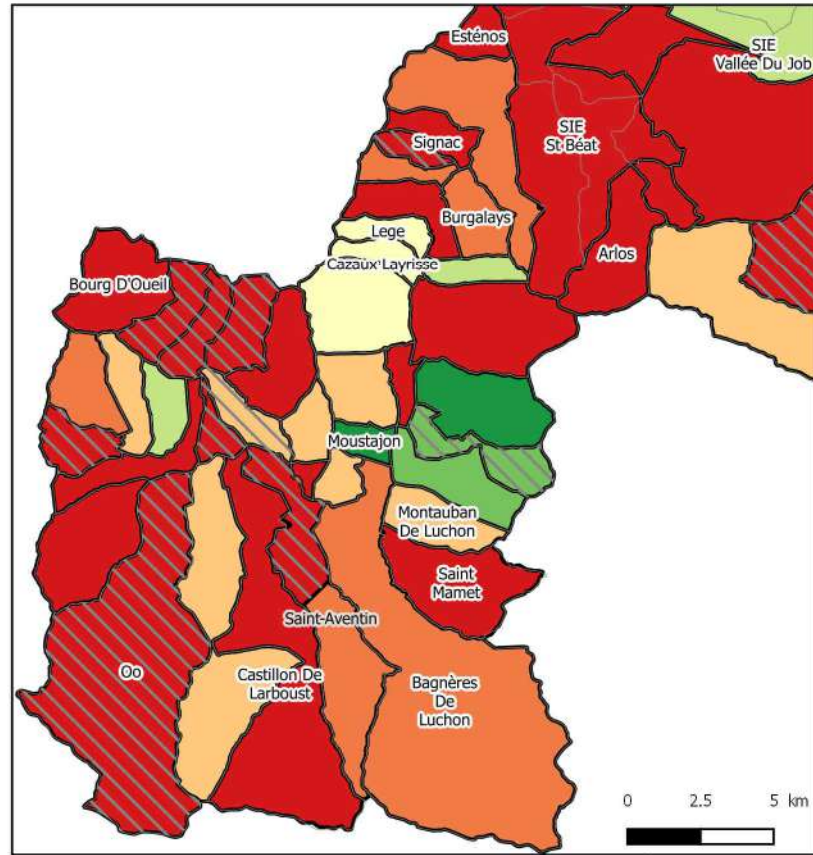 Esténos
SIE
Vallée Du Job
Signac
SIE
St Béat
Burgalays
Lege
Cazaux Layrisse
Arlos
Bourg D'Oueil
Moustajon
Montauban
De Luchon
Saint
Mamet
Saint-Aventin
Oo
Castillon De
Larboust
Bagnères
De
Luchon
0 2.5 5 km